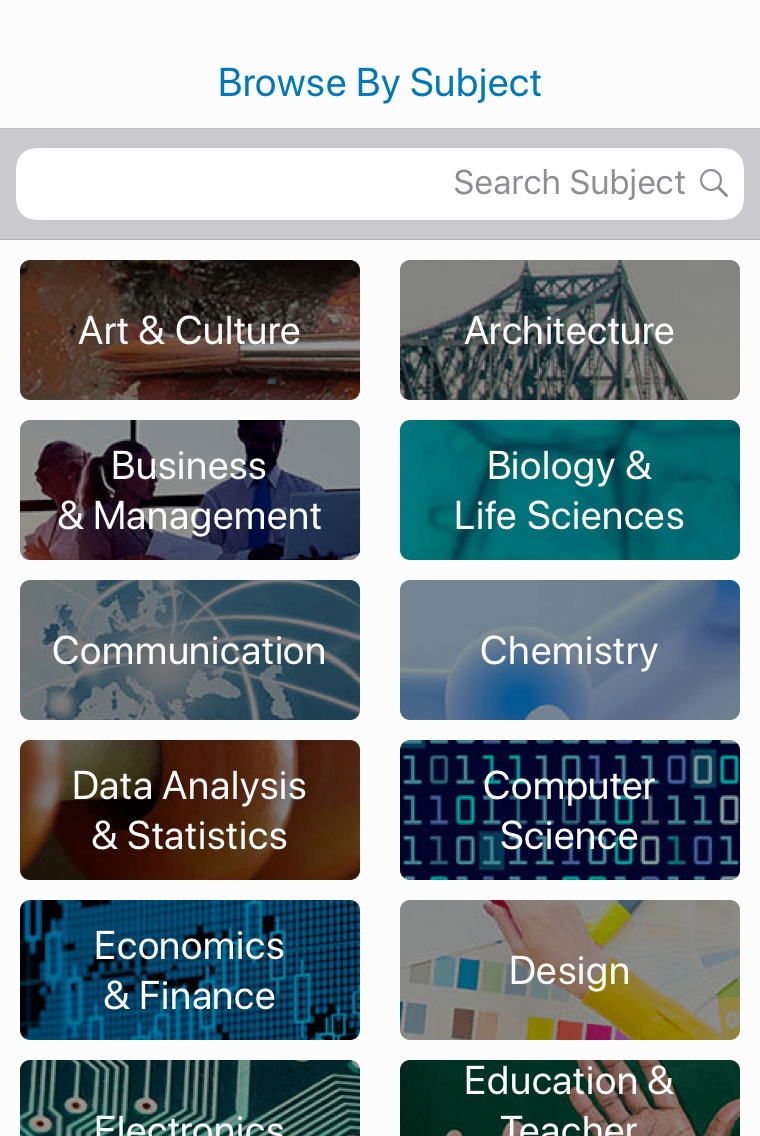 Browse By Subject
Search Subject
Art & Culture
Architecture
Business
& Management
Biology &
Life Sciences
Communication
Chemistry
Data Analysis
& Statistics
Computer
Science
Economics
& Finance
Design
Electronics
Education &
Teacher